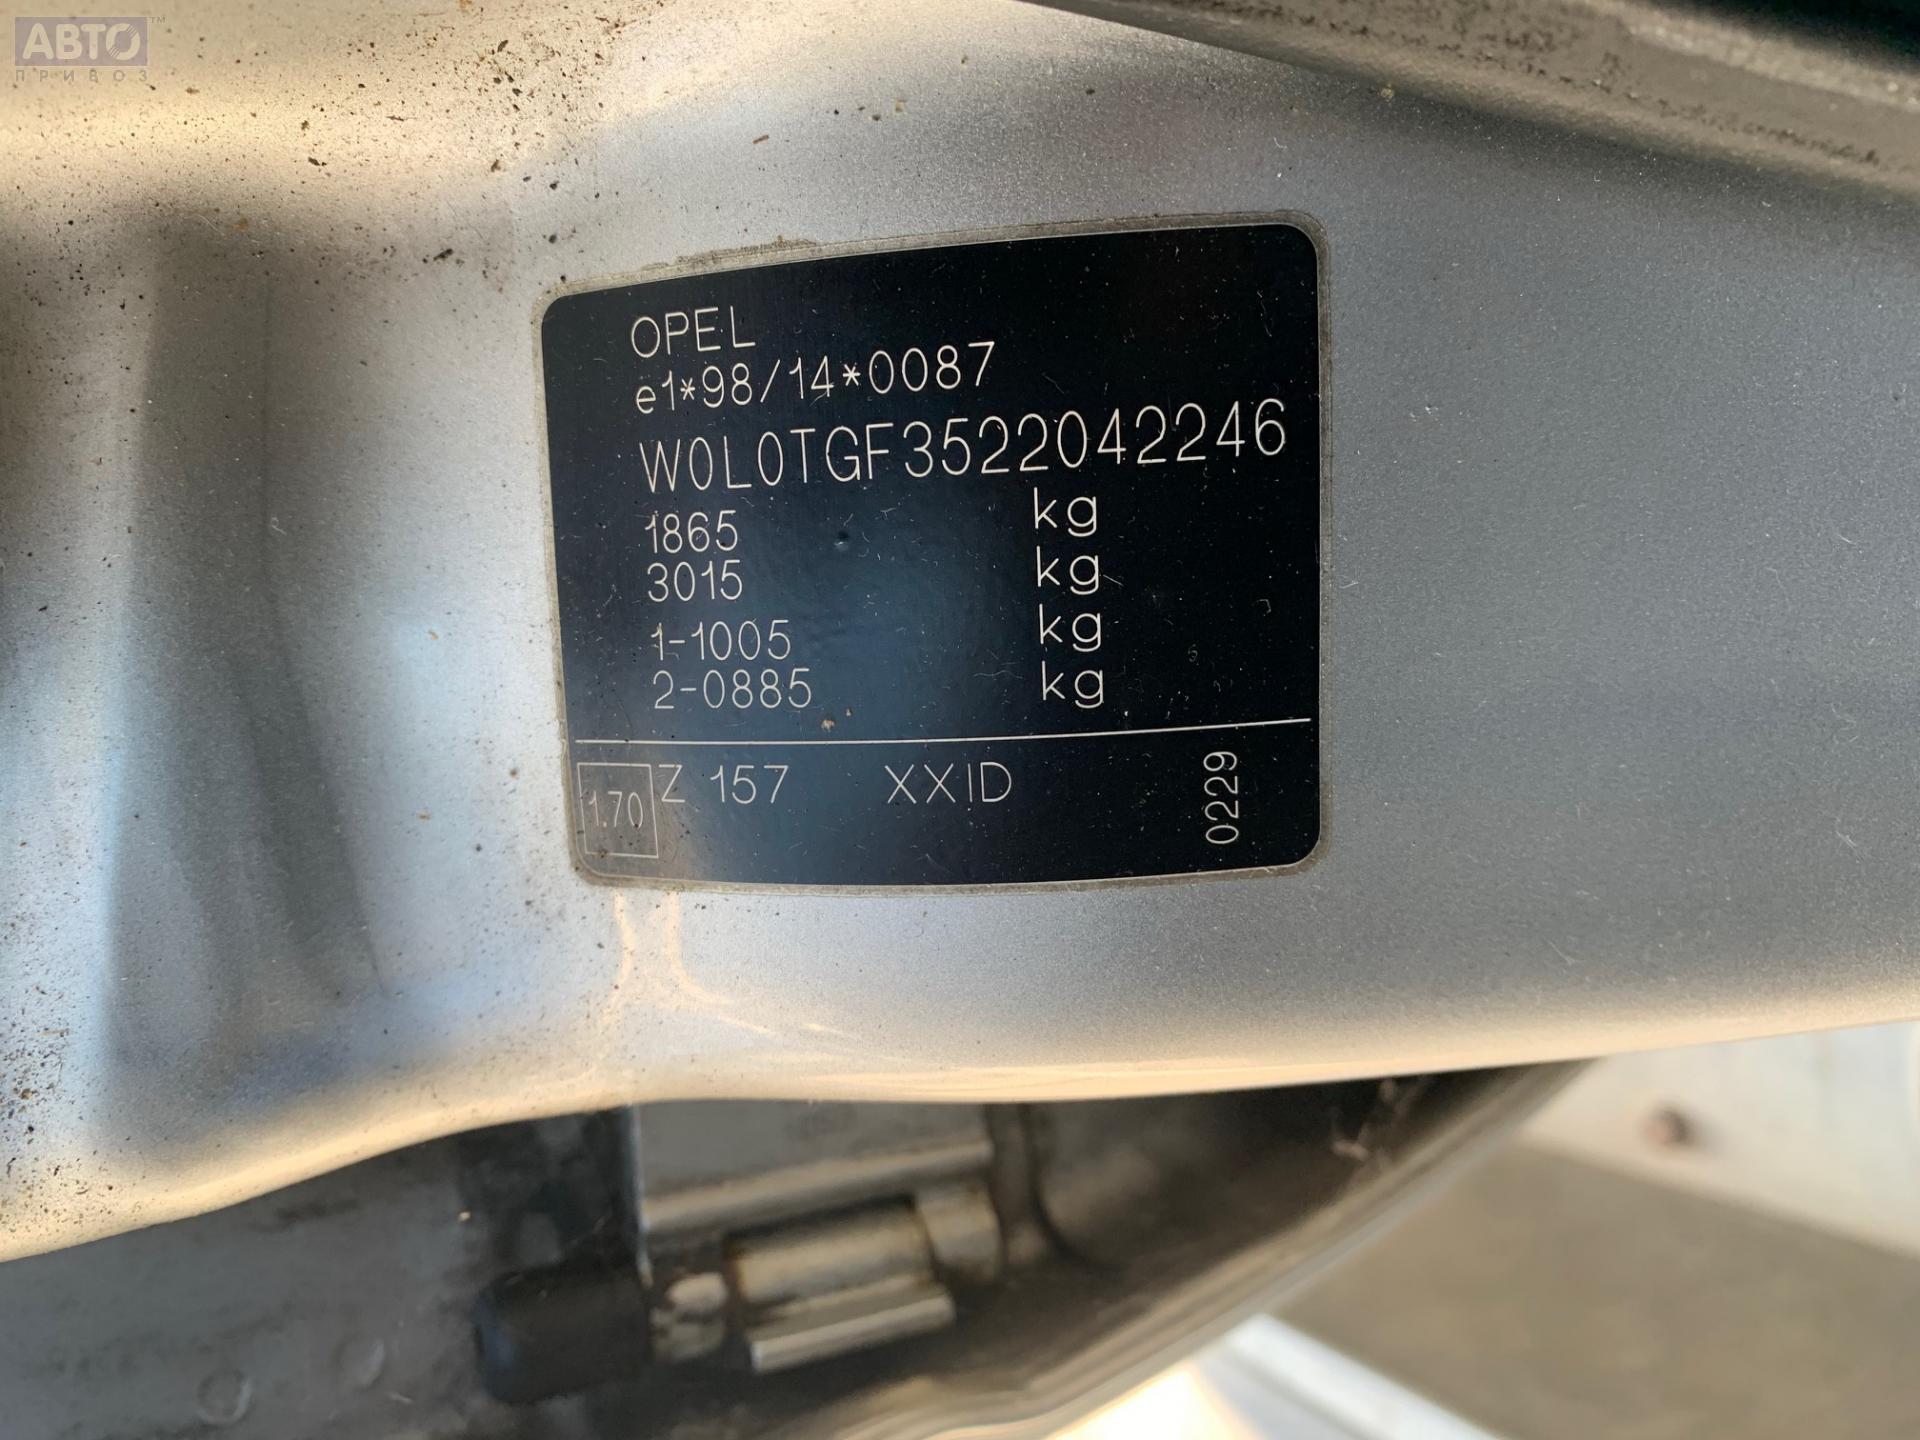 АВТО™
ПРИВОЗ
OPEL
e1*98/14*0087
W0L0TGF3522042246
1865 kg
3015 kg
1-1005 kg
2-0885 kg
1.70 Z 157 XXID 0229